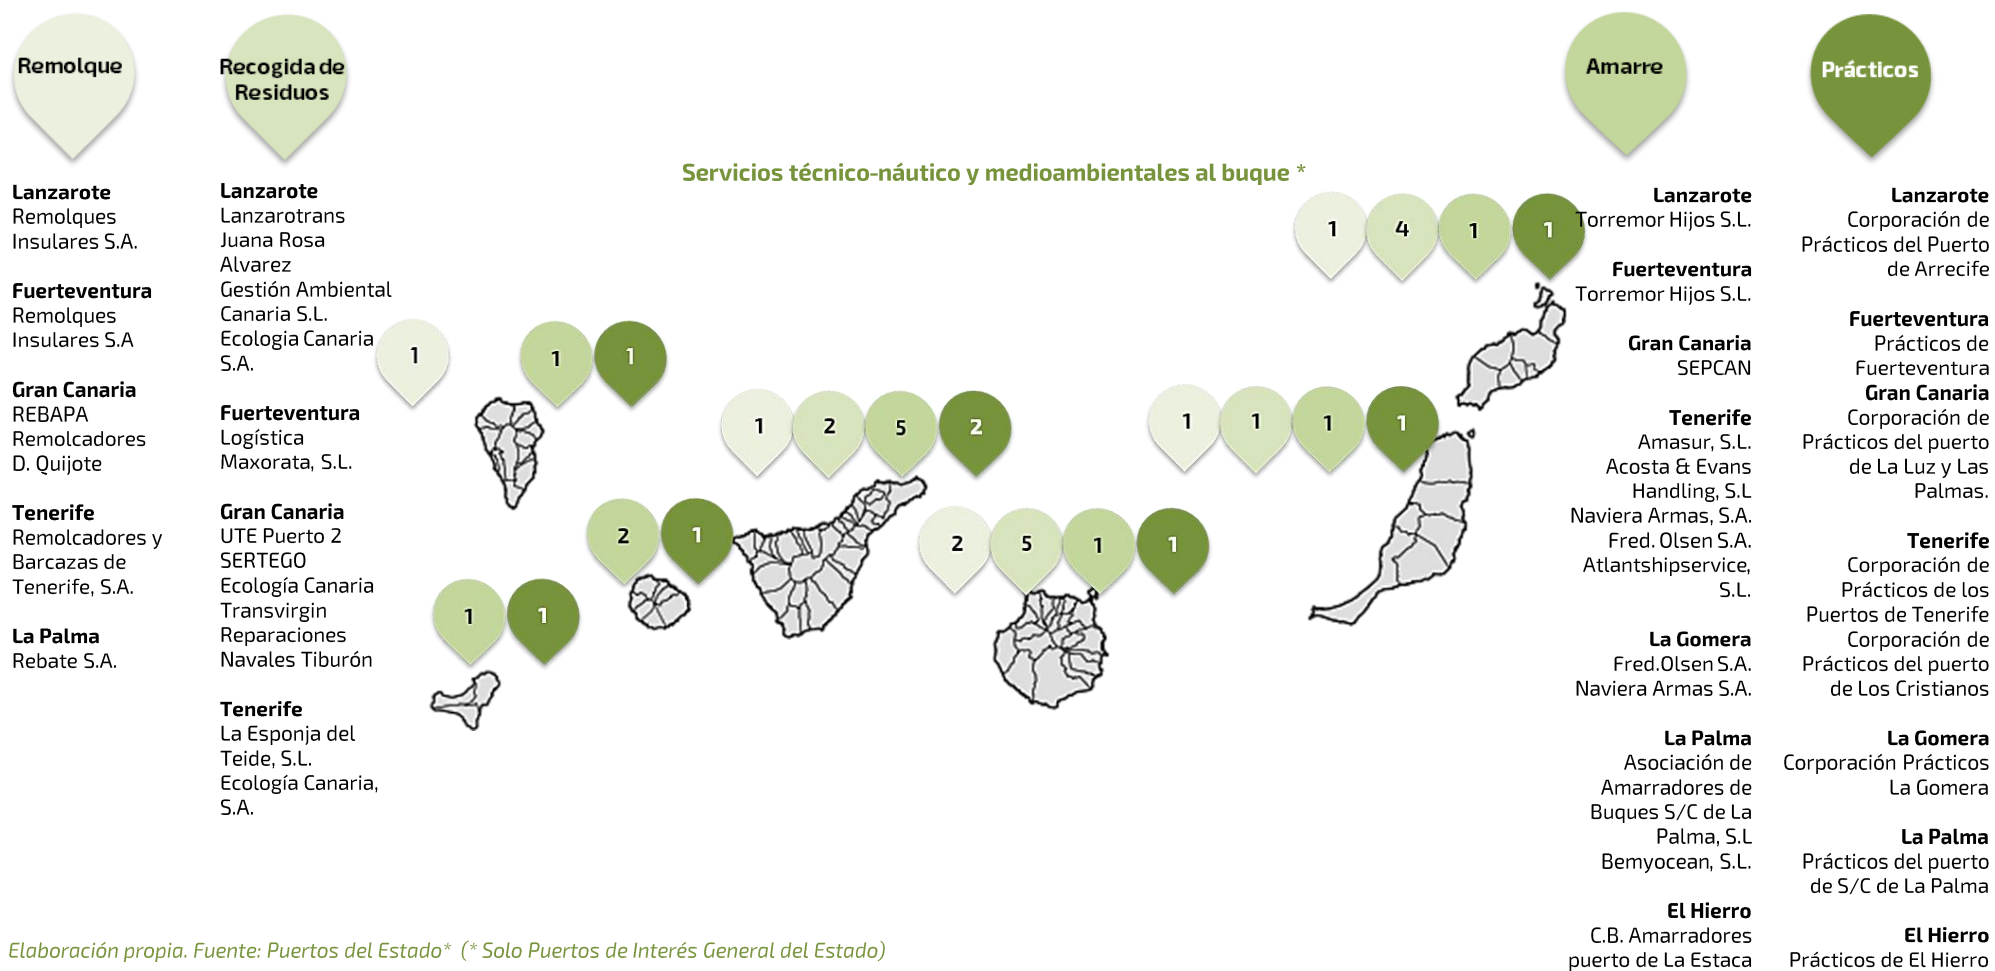 Remolque
Lanzarote
Remolques
Insulares S.A.
Fuerteventura
Remolques
Insulares S.A
Gran Canaria
REBAPA
Remolcadores
D. Quijote
Tenerife
Remolcadores y
Barcazas de
Tenerife, S.A.
La Palma
Rebate S.A.
Recogida de
Residuos
Lanzarote
Lanzarotrans
Juana Rosa
Alvarez
Gestión Ambiental
Canaria S.L.
Ecologia Canaria
S.A.
Fuerteventura
Logística
Maxorata, S.L.
Gran Canaria
UTE Puerto 2
SERTEGO
Ecología Canaria
Transvirgin
Reparaciones
Navales Tiburón
Tenerife
La Esponja del
Teide, S.L.
Ecología Canaria,
S.A.
Servicios técnico-náutico y medioambientales al buque *
1 4 1 1
1 1 1
1 2 5 2
1 1 1 1
2 1
2 5 1 1
1 1
Amarre
Lanzarote
Torremor Hijos S.L.
Fuerteventura
Torremor Hijos S.L.
Gran Canaria
SEPCAN
Tenerife
Amasur, S.L.
Acosta & Evans
Handling, S.L
Naviera Armas, S.A.
Fred. Olsen S.A.
Atlantshipservice,
S.L.
La Gomera
Fred.Olsen S.A.
Naviera Armas S.A.
La Palma
Asociación de
Amarradores de
Buques S/C de La
Palma, S.L
Bemyocean, S.L.
El Hierro
C.B. Amarradores
puerto de La Estaca
Prácticos
Lanzarote
Corporación de
Prácticos del Puerto
de Arrecife
Fuerteventura
Prácticos de
Fuerteventura
Gran Canaria
Corporación de
Prácticos del puerto
de La Luz y Las
Palmas.
Tenerife
Corporación de
Prácticos de los
Puertos de Tenerife
Corporación de
Prácticos del puerto
de Los Cristianos
La Gomera
Corporación Prácticos
La Gomera
La Palma
Prácticos del puerto
de S/C de La Palma
El Hierro
Prácticos de El Hierro
Elaboración propia. Fuente: Puertos del Estado* (* Solo Puertos de Interés General del Estado)